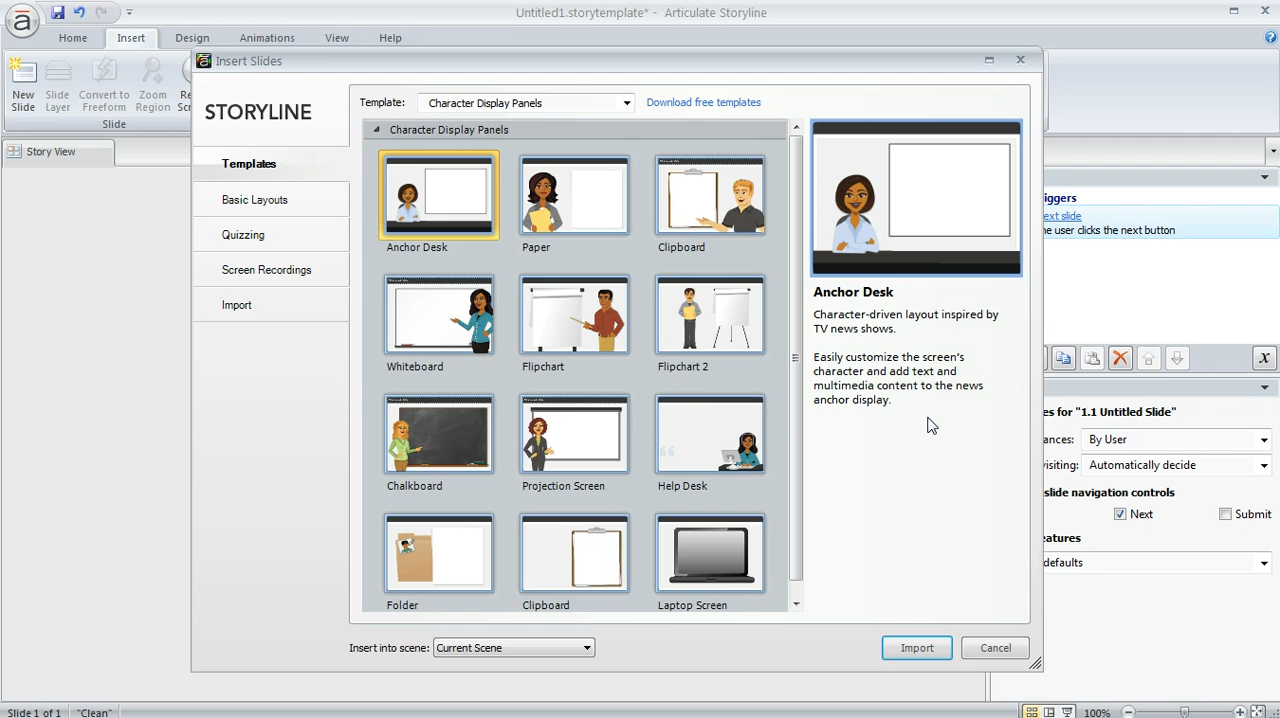 Untitled1.storytemplate* - Articulate Storyline
Home
Insert
Design
Animations
View
Help
New
Slide
Slide
Layer
Convert to
Freeform
Zoom
Region
Re
Scr
Slide
Story View
Insert Slides
STORYLINE
Templates
Basic Layouts
Quizzing
Screen Recordings
Import
Template:
Character Display Panels
Download free templates
Character Display Panels
Anchor Desk
Paper
Clipboard
Whiteboard
Flipchart
Flipchart 2
Chalkboard
Projection Screen
Help Desk
Folder
Clipboard
Laptop Screen
Anchor Desk
Character-driven layout inspired by
TV news shows.
Easily customize the screen's
character and add text and
multimedia content to the news
anchor display.
Insert into scene:
Current Scene
Import
Cancel
iggers
ext slide
he user clicks the next button
es for "1.1 Untitled Slide"
ances:
By User
visiting:
Automatically decide
slide navigation controls
Next
Submit
eatures
defaults
Slide 1 of 1
"Clean"
100%